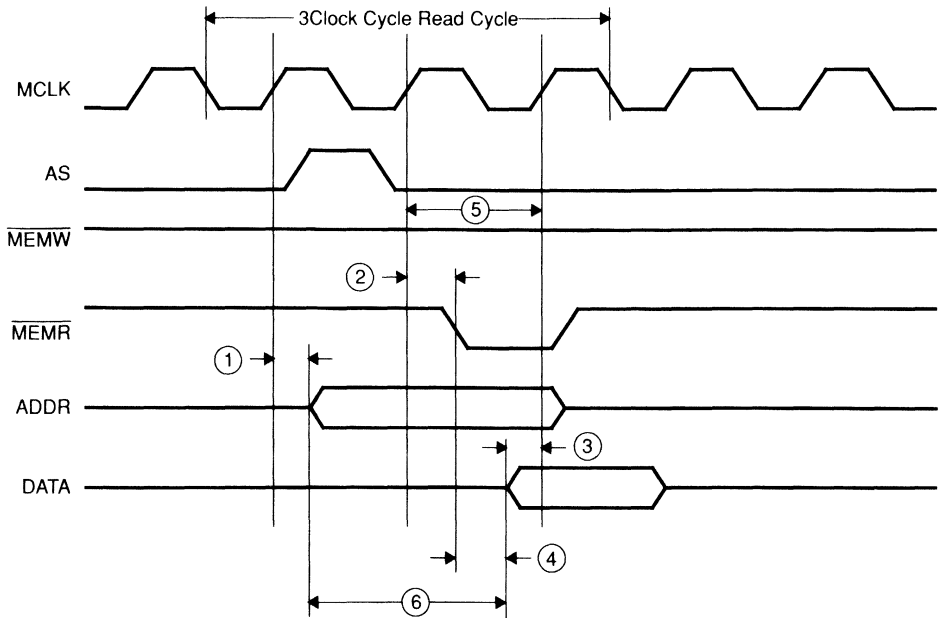 3Clock Cycle Read Cycle
MCLK
AS
5
MEMW
2
MEMR
1
ADDR
3
DATA
4
6